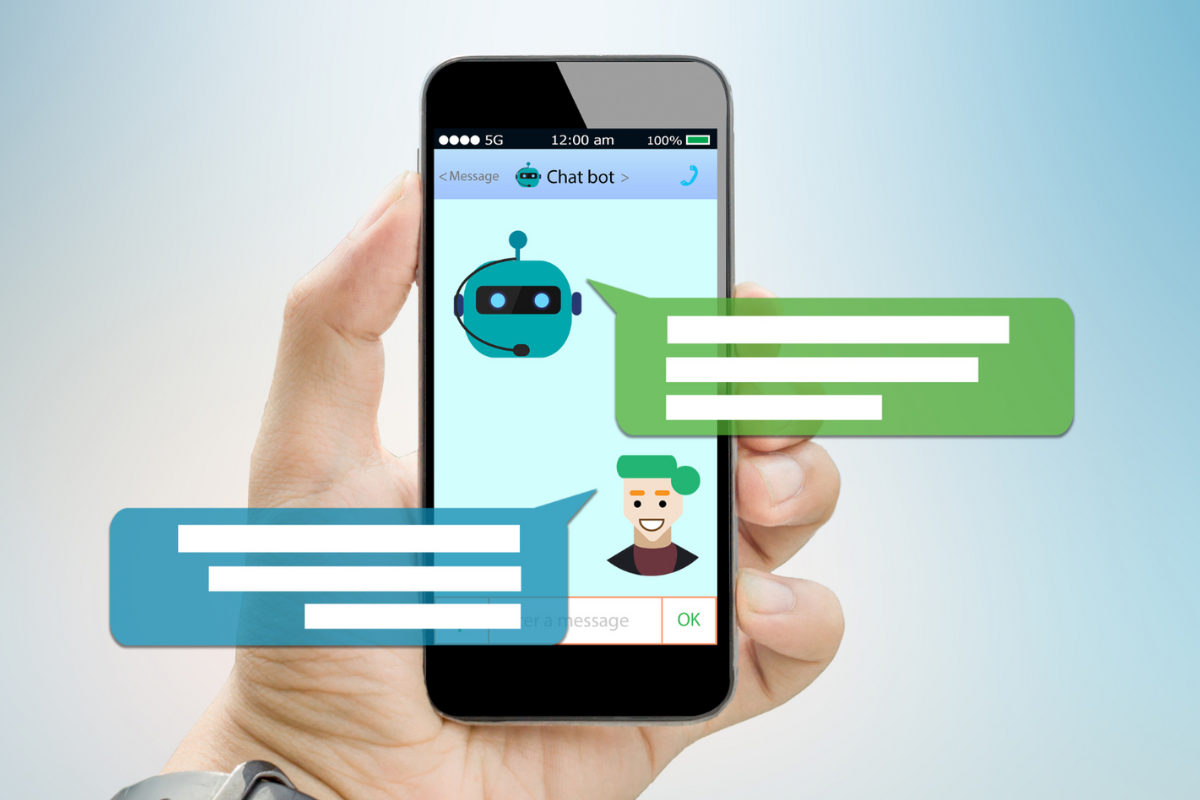 5G 12:00 am 100%
< Message Chat bot >
a message OK